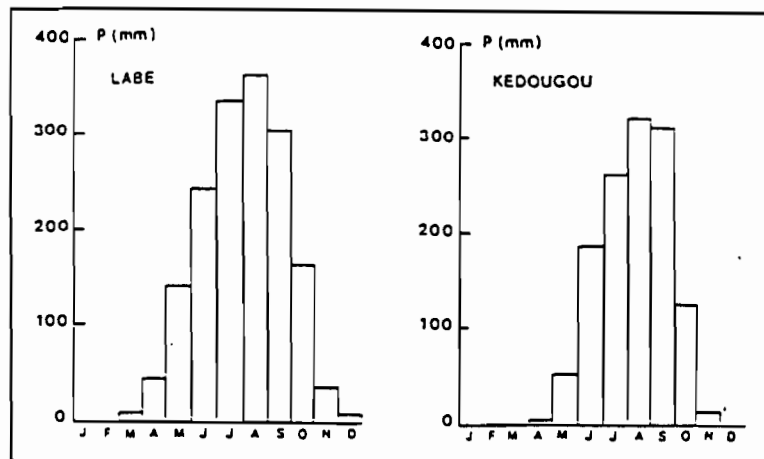 400 P (mm)
LABE
300
200
100
0
J F M A M J J A S O N D
400 P (mm)
KEDOUGOU
300
200
100
0
J F M A M J J A S O N D